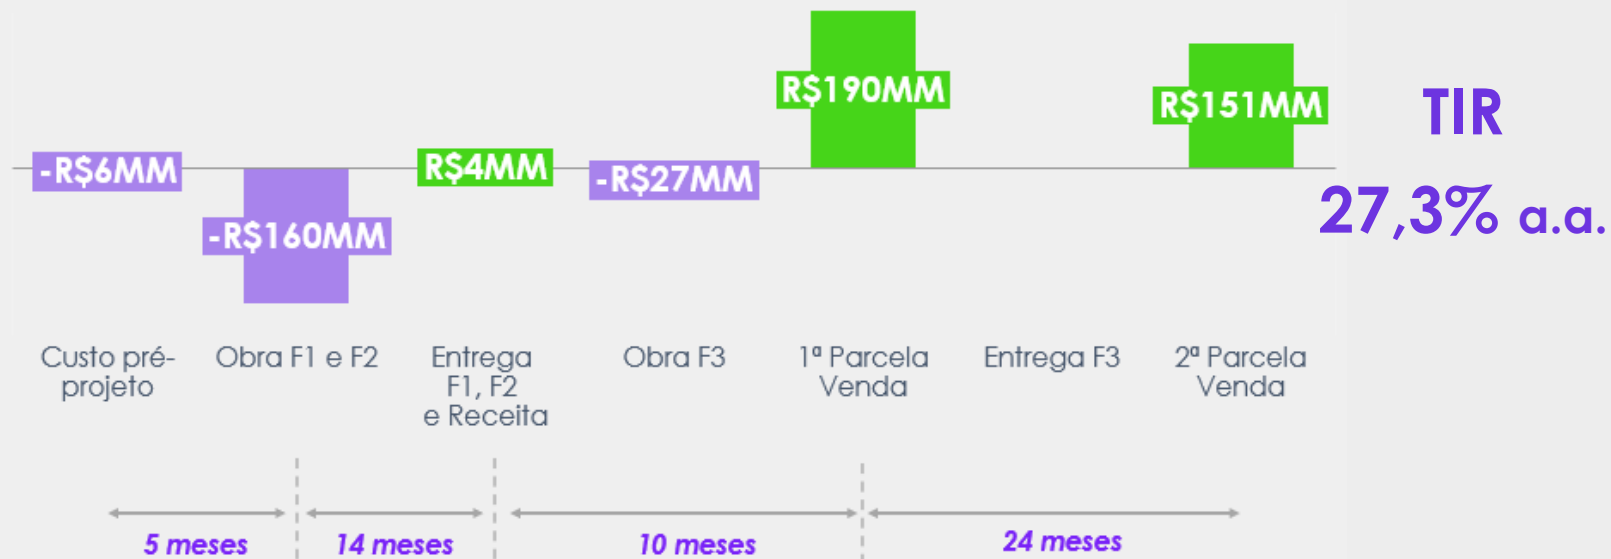 -R$6MM
-R$160MM
R$4MM
-R$27MM
R$190MM
R$151MM
TIR
27,3% a.a.
Custo pré-
projeto
Obra F1 e F2
Entrega
F1, F2
e Receita
Obra F3
1ª Parcela
Venda
Entrega F3
2ª Parcela
Venda
5 meses
14 meses
10 meses
24 meses